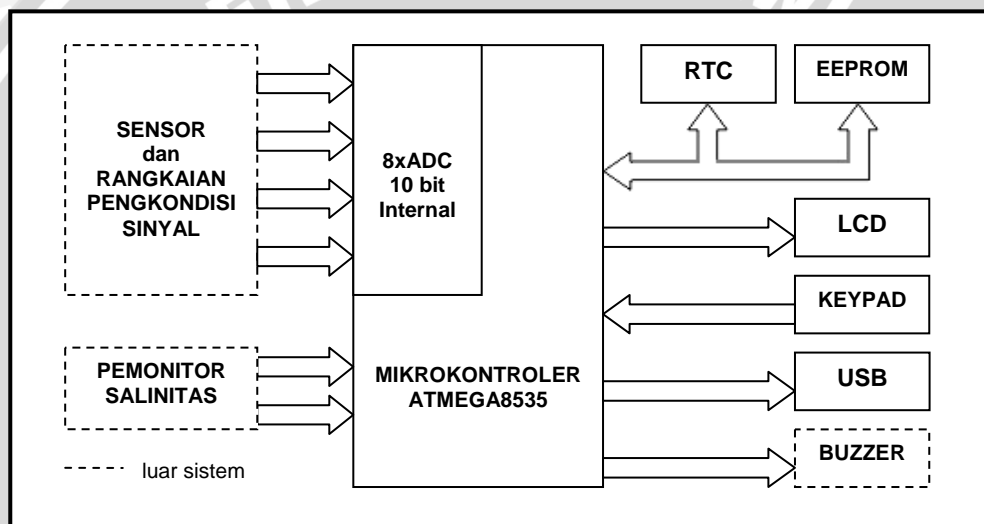 SENSOR
dan
RANGKAIAN
PENGKONDISI
SINYAL
8xADC
10 bit
Internal
RTC
EEPROM
LCD
KEYPAD
PEMONITOR
SALINITAS
MIKROKONTROLER
ATMEGA8535
USB
BUZZER
luar sistem